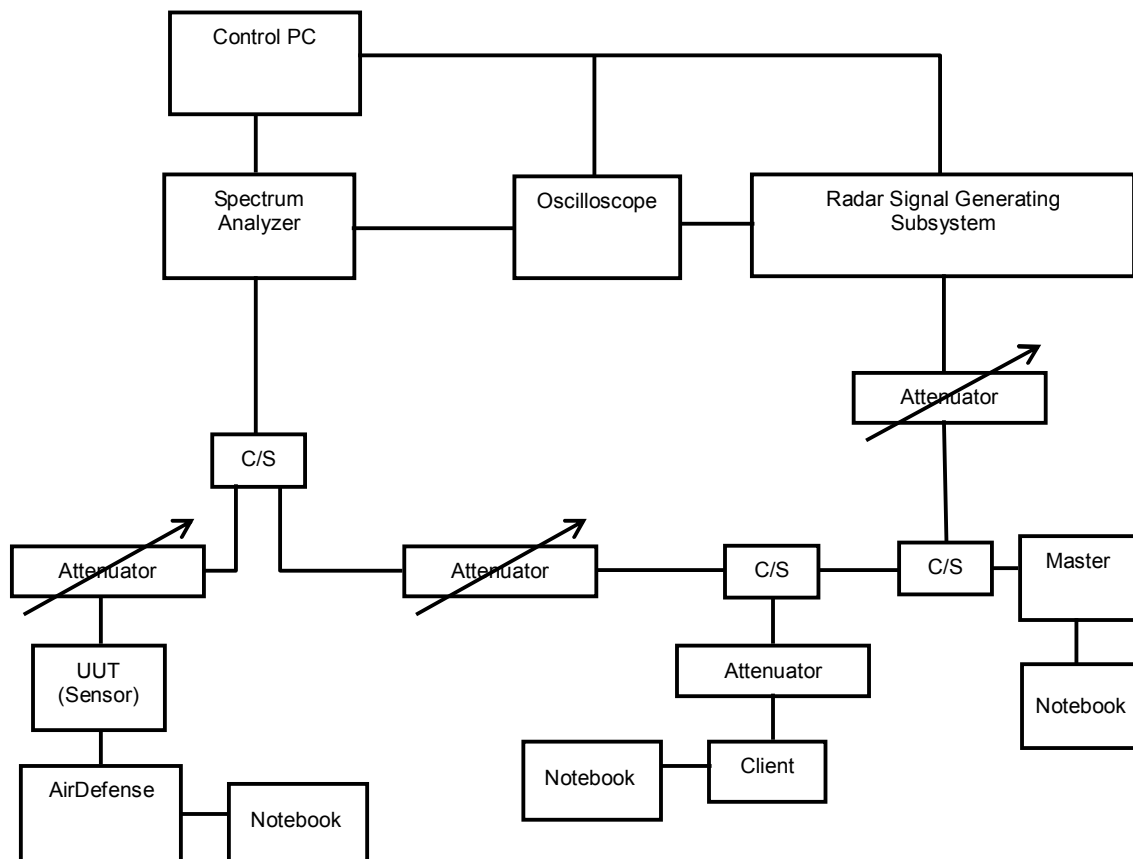 Control PC
Spectrum
Analyzer
Oscilloscope
Radar Signal Generating
Subsystem
Attenuator
C/S
Attenuator
Attenuator
C/S
C/S
Master
UUT
(Sensor)
Attenuator
Notebook
AirDefense
Notebook
Notebook
Client